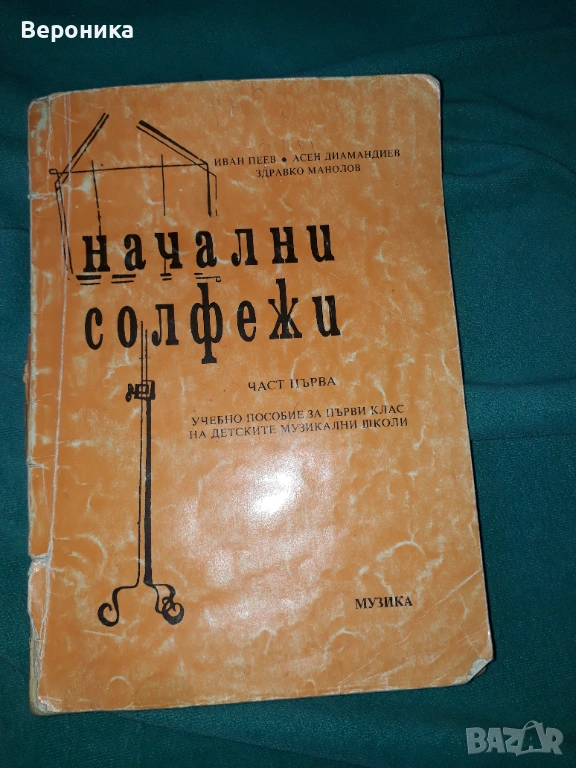 Вероника
ИВАН ПЕЕВ • АСЕН ДИАМАНДИЕВ
ЗДРАВКО МАНОЛОВ
начални
солфежи
ЧАСТ ПЪРВА
УЧЕБНО ПОСОБИЕ ЗА ПЪРВИ КЛАС
НА ДЕТСКИТЕ МУЗИКАЛНИ ШКОЛИ
МУЗИКА
BAZAR